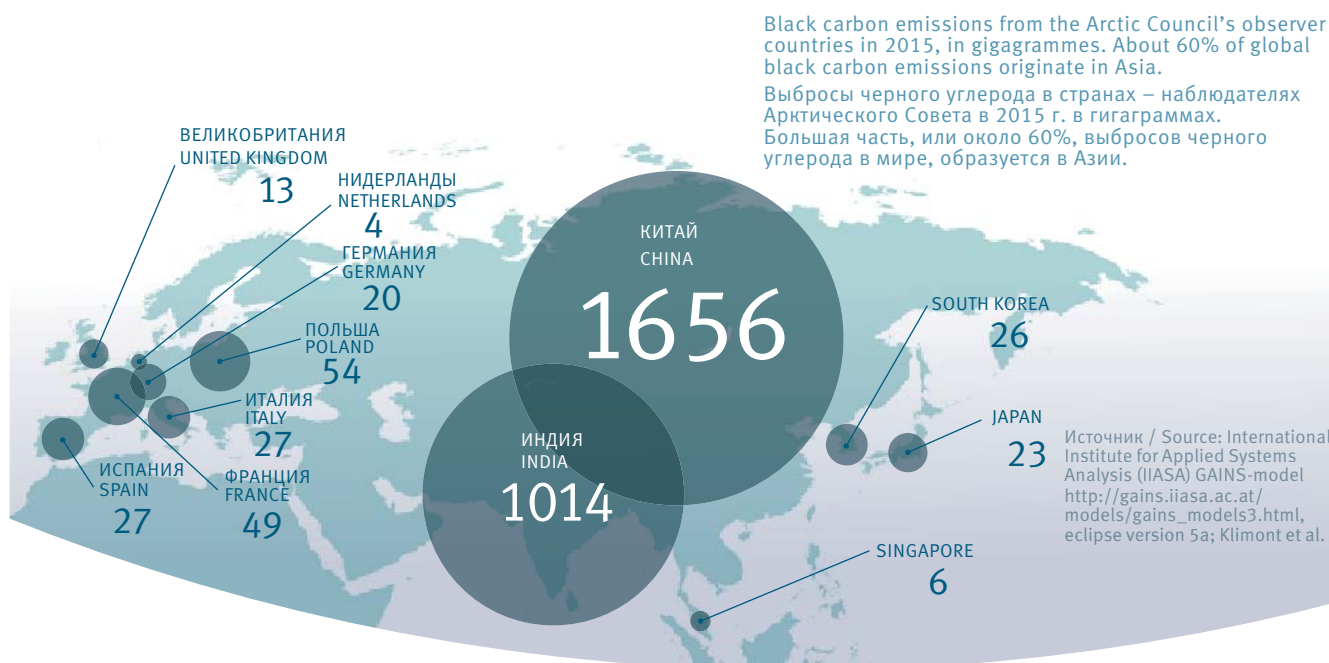 Black carbon emissions from the Arctic Council's observer
countries in 2015, in gigagrammes. About 60% of global
black carbon emissions originate in Asia.
Выбросы черного углерода в странах – наблюдателях
Арктического Совета в 2015 г. в гигаграммах.
Большая часть, или около 60%, выбросов черного
углерода в мире, образуется в Азии.
ВЕЛИКОБРИТАНИЯ
UNITED KINGDOM
13
НИДЕРЛАНДЫ
NETHERLANDS
4
ГЕРМАНИЯ
GERMANY
20
ПОЛЬША
POLAND
54
ИТАЛИЯ
ITALY
27
ИСПАНИЯ
SPAIN
27
ФРАНЦИЯ
FRANCE
49
КИТАЙ
CHINA
1656
ИНДИЯ
INDIA
1014
SOUTH KOREA
26
JAPAN
23
SINGAPORE
6
Источник / Source: International
Institute for Applied Systems
Analysis (IIASA) GAINS-model
http://gains.iiasa.ac.at/
models/gains_models3.html,
eclipse version 5a; Klimont et al.